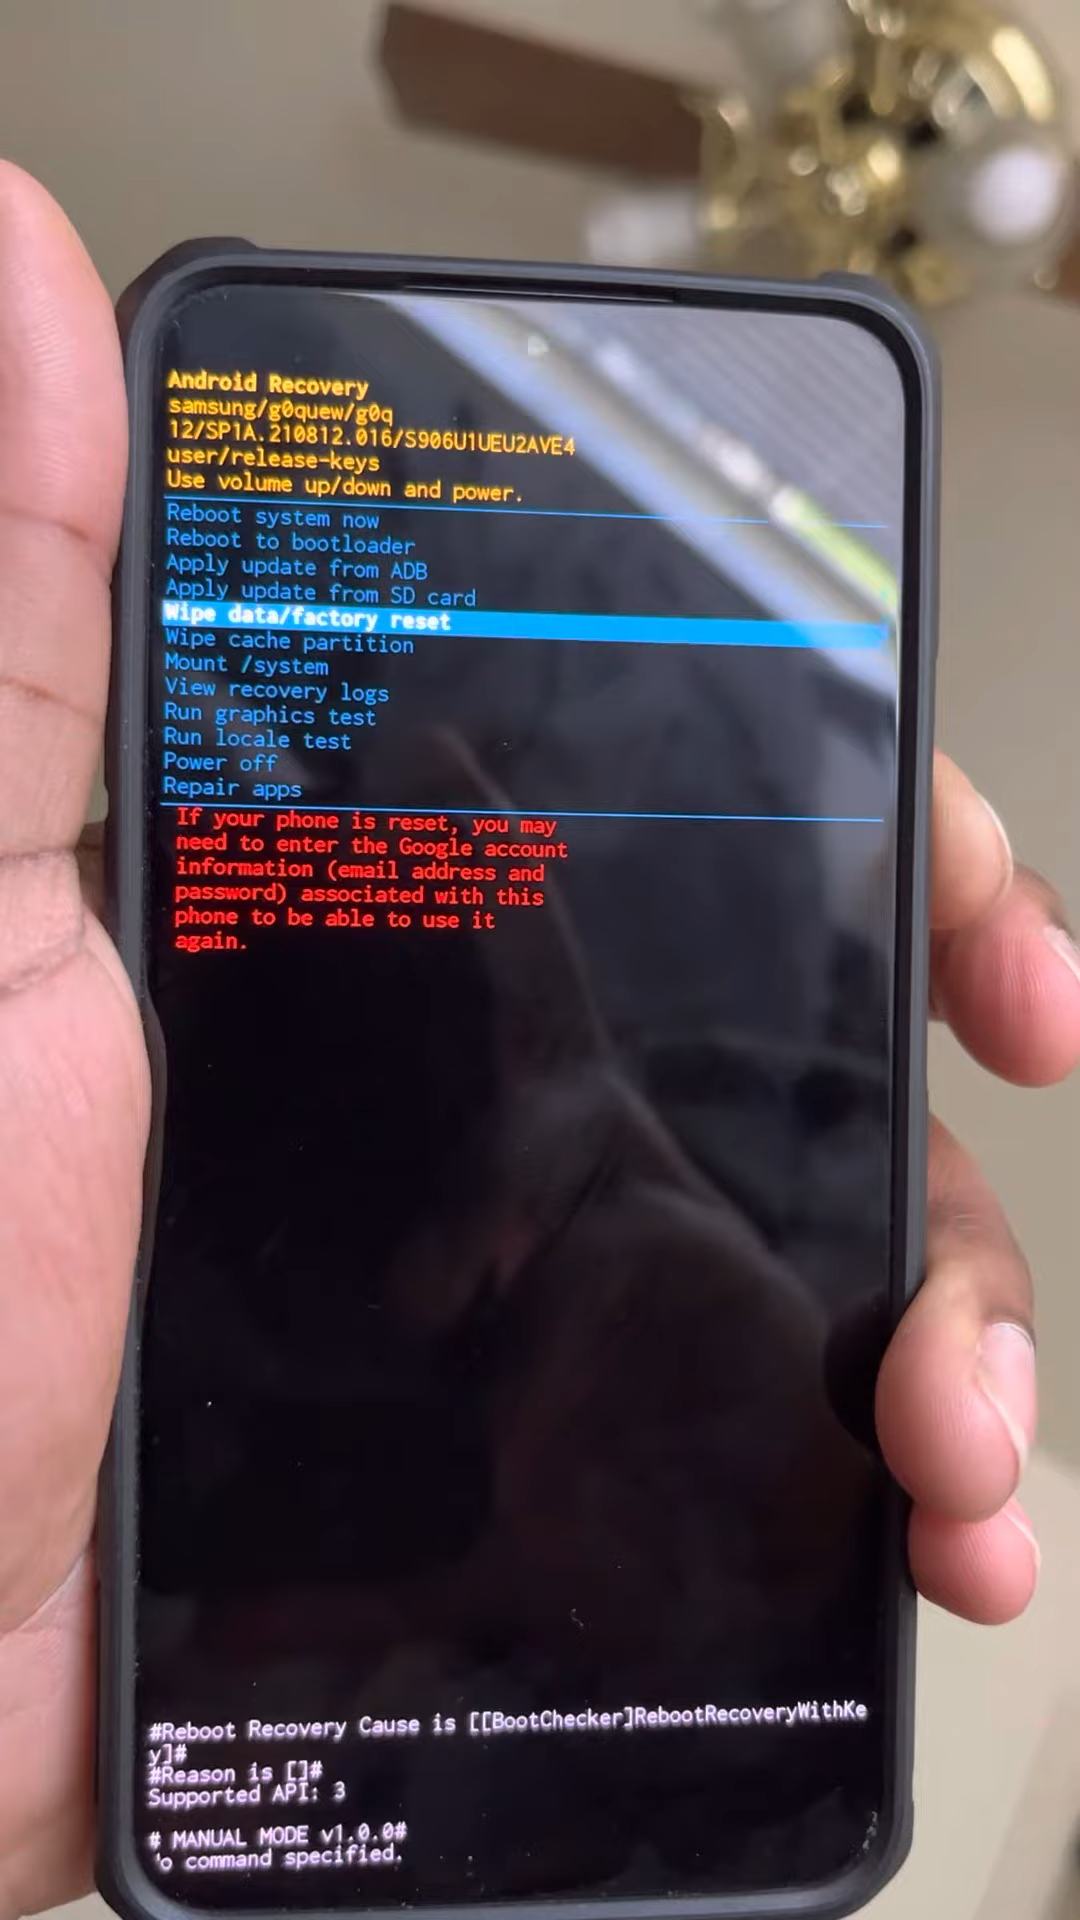 Android Recovery
samsung/g0quew/g0q
12/SP1A.210812.016/S906U1UEU2AVE4
user/release-keys
Use volume up/down and power.
Reboot system now
Reboot to bootloader
Apply update from ADB
Apply update from SD card
Wipe data/factory reset
Wipe cache partition
Mount /system
View recovery logs
Run graphics test
Run locale test
Power off
Repair apps
If your phone is reset, you may
need to enter the Google account
information (email address and
password) associated with this
phone to be able to use it
again.
#Reboot Recovery Cause is [[BootChecker]RebootRecoveryWithKe
y]#
#Reason is []#
Supported API: 3
# MANUAL MODE v1.0.0#
'o command specified.